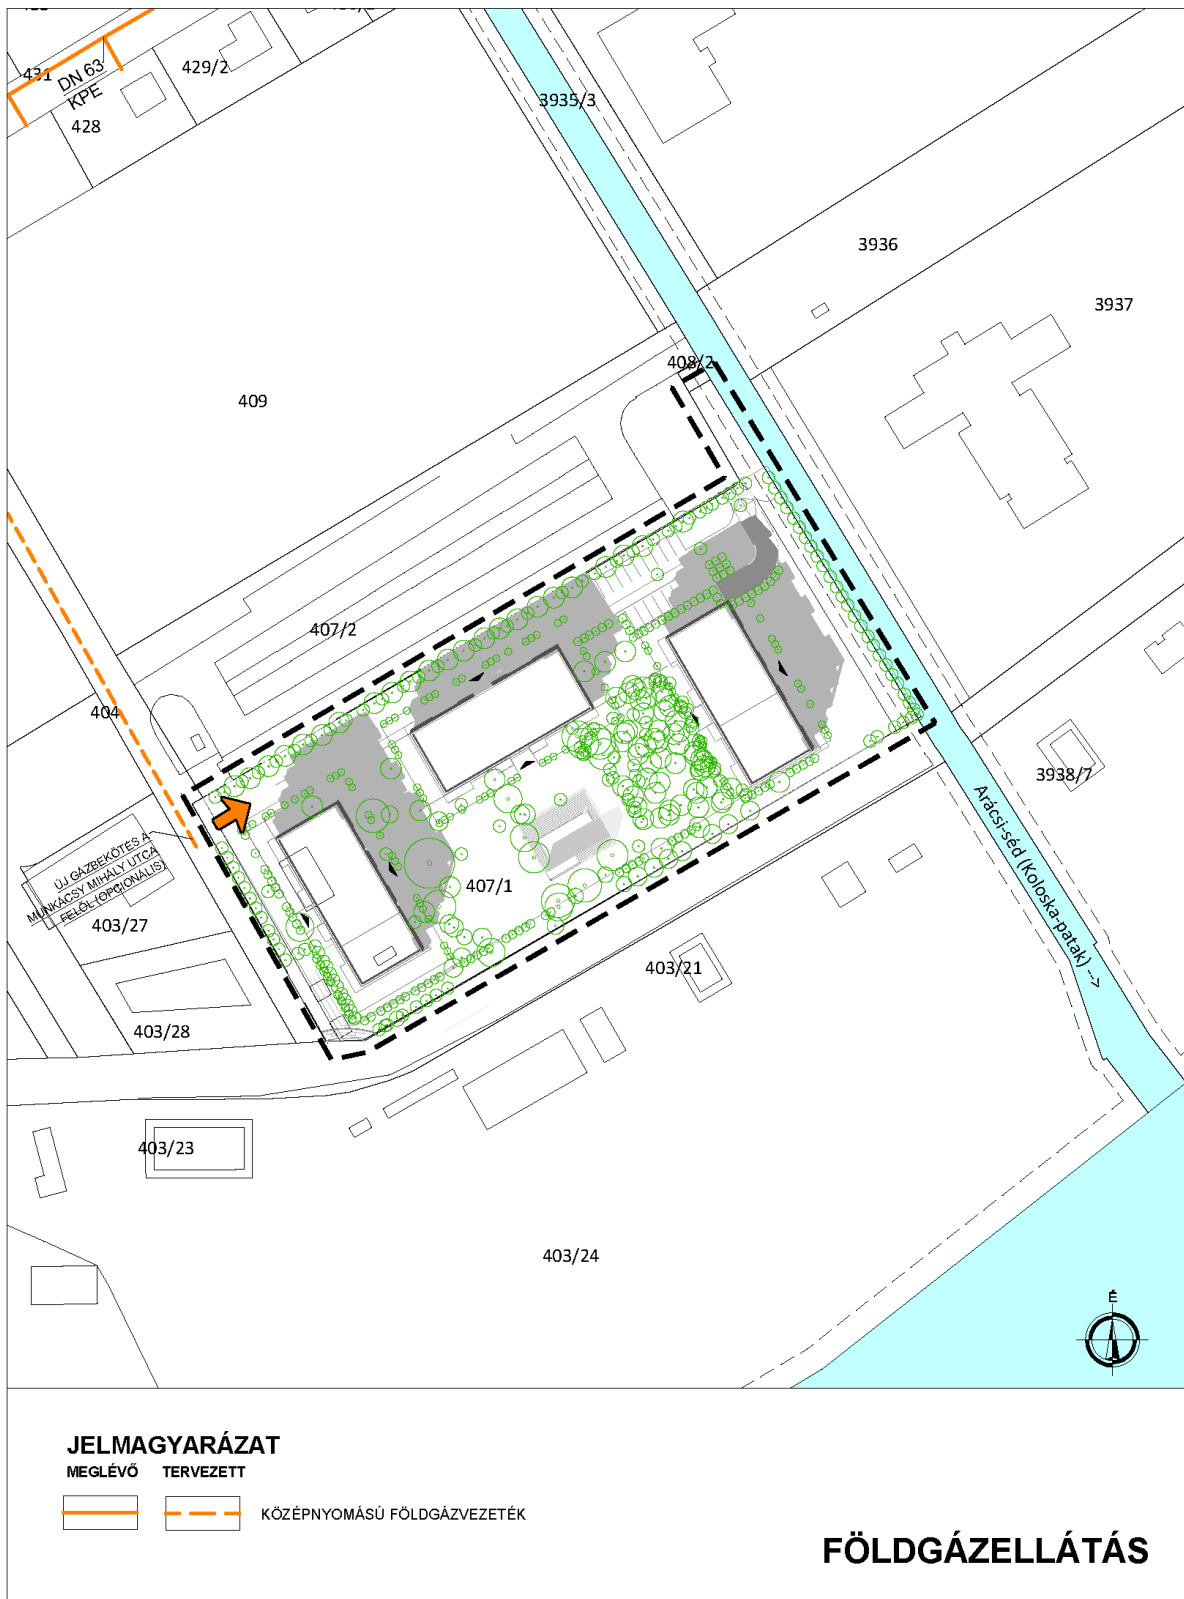 431
DN 63
KPE
429/2
428
3935/3
3936
3937
408/2
409
407/2
404
3938/7
ÚJ GÁZBEKÖTÉS A
MUNKÁCSY MIHÁLY UTCA
FELŐL (OPCIONÁLIS)
407/1
403/27
403/21
Arácsi-séd (Koloska-patak) -->
403/28
403/23
403/24
É
JELMAGYARÁZAT
MEGLÉVŐ TERVEZETT
KÖZÉPNYOMÁSÚ FÖLDGÁZVEZETÉK
FÖLDGÁZELLÁTÁS